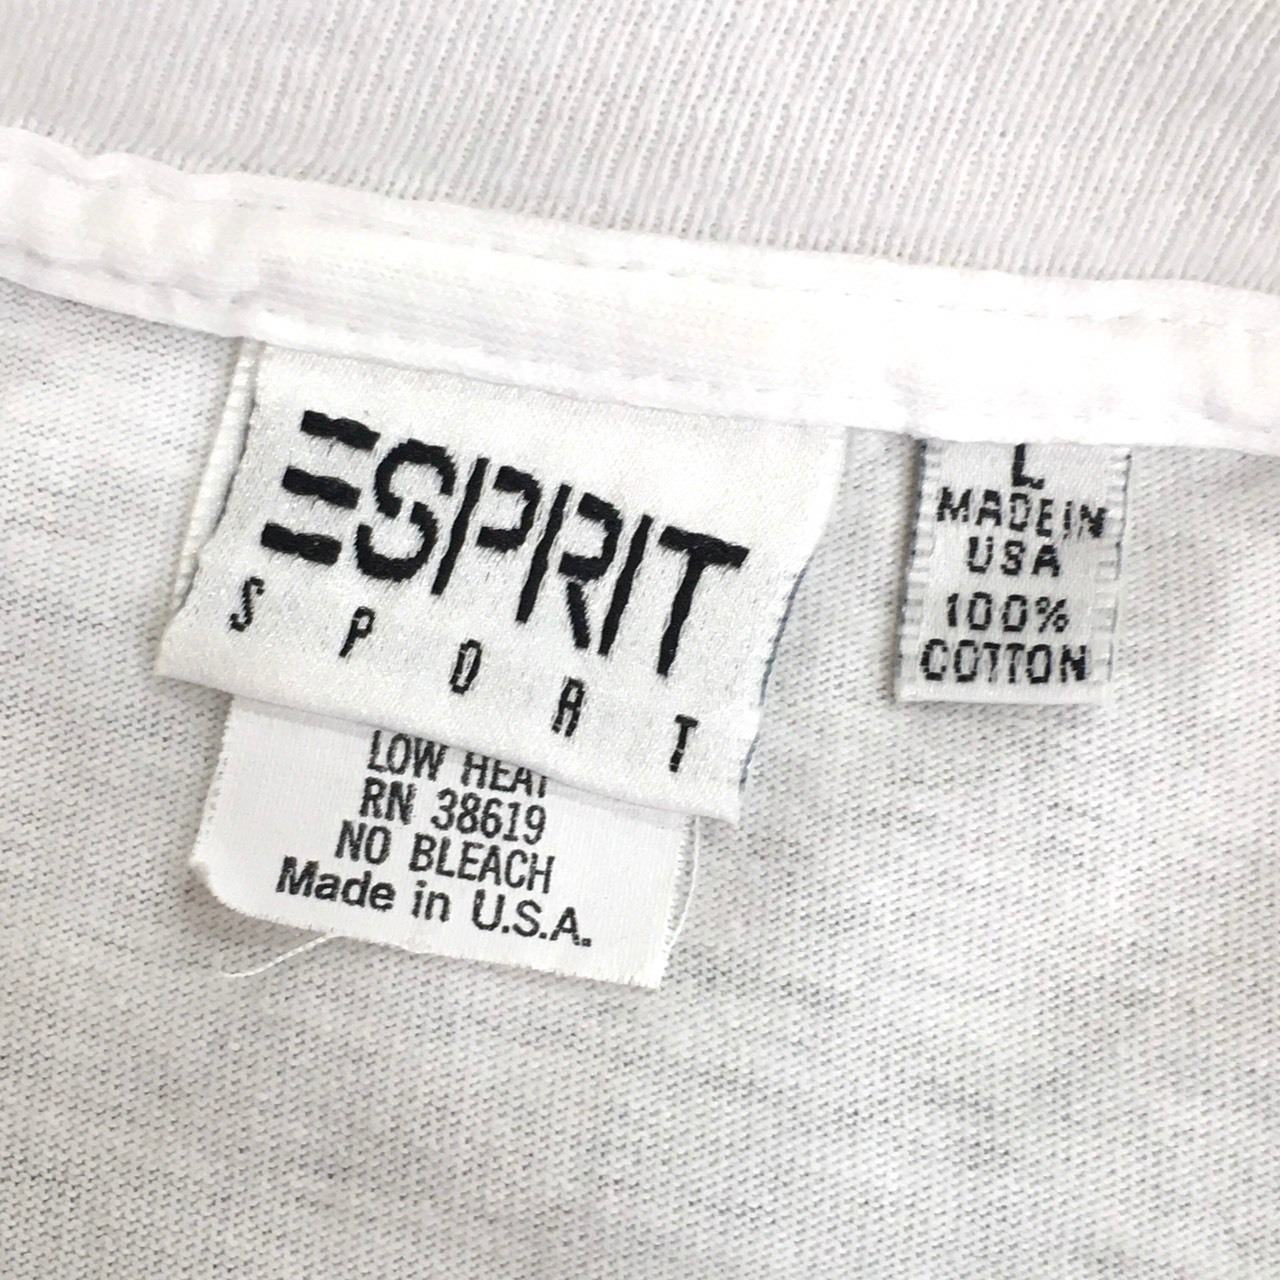 ESPRIT
SPORT
LOW HEAT
RN 38619
NO BLEACH
Made in U.S.A.
L
MADE IN
USA
100%
COTTON